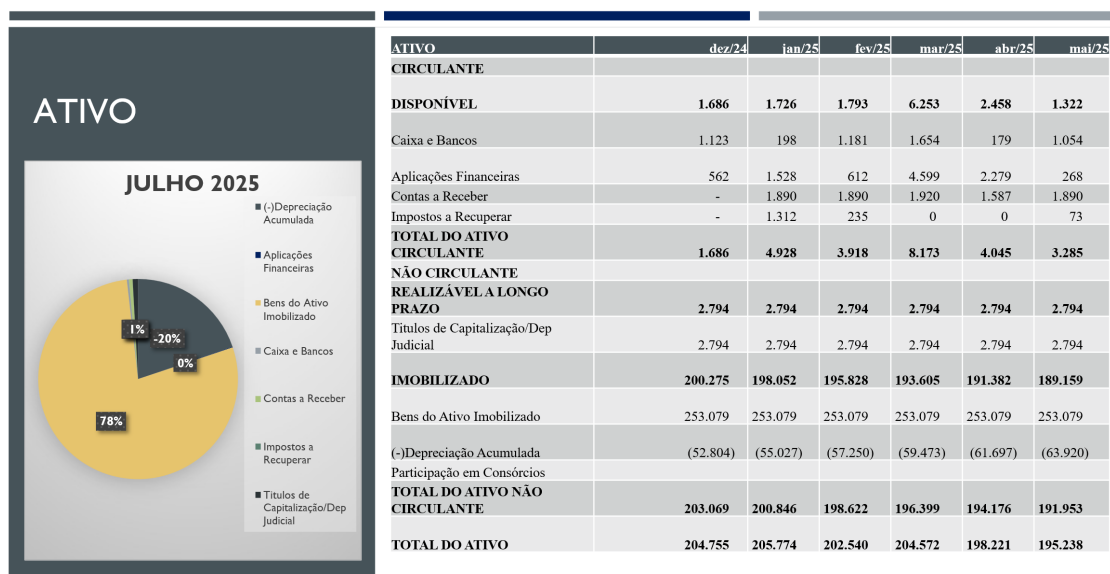 ATIVO
JULHO 2025
(-)Depreciação
Acumulada
Aplicações
Financeiras
Bens do Ativo
Imobilizado
Caixa e Bancos
Contas a Receber
Impostos a
Recuperar
Titulos de
Capitalização/Dep
Judicial
1%
-20%
0%
78%
ATIVO dez/24 jan/25 fev/25 mar/25 abr/25 mai/25
CIRCULANTE
DISPONÍVEL 1.686 1.726 1.793 6.253 2.458 1.322
Caixa e Bancos 1.123 198 1.181 1.654 179 1.054
Aplicações Financeiras 562 1.528 612 4.599 2.279 268
Contas a Receber - 1.890 1.890 1.920 1.587 1.890
Impostos a Recuperar - 1.312 235 0 0 73
TOTAL DO ATIVO
CIRCULANTE 1.686 4.928 3.918 8.173 4.045 3.285
NÃO CIRCULANTE
REALIZÁVEL A LONGO
PRAZO 2.794 2.794 2.794 2.794 2.794 2.794
Titulos de Capitalização/Dep
Judicial 2.794 2.794 2.794 2.794 2.794 2.794
IMOBILIZADO 200.275 198.052 195.828 193.605 191.382 189.159
Bens do Ativo Imobilizado 253.079 253.079 253.079 253.079 253.079 253.079
(-)Depreciação Acumulada (52.804) (55.027) (57.250) (59.473) (61.697) (63.920)
Participação em Consórcios
TOTAL DO ATIVO NÃO
CIRCULANTE 203.069 200.846 198.622 196.399 194.176 191.953
TOTAL DO ATIVO 204.755 205.774 202.540 204.572 198.221 195.238